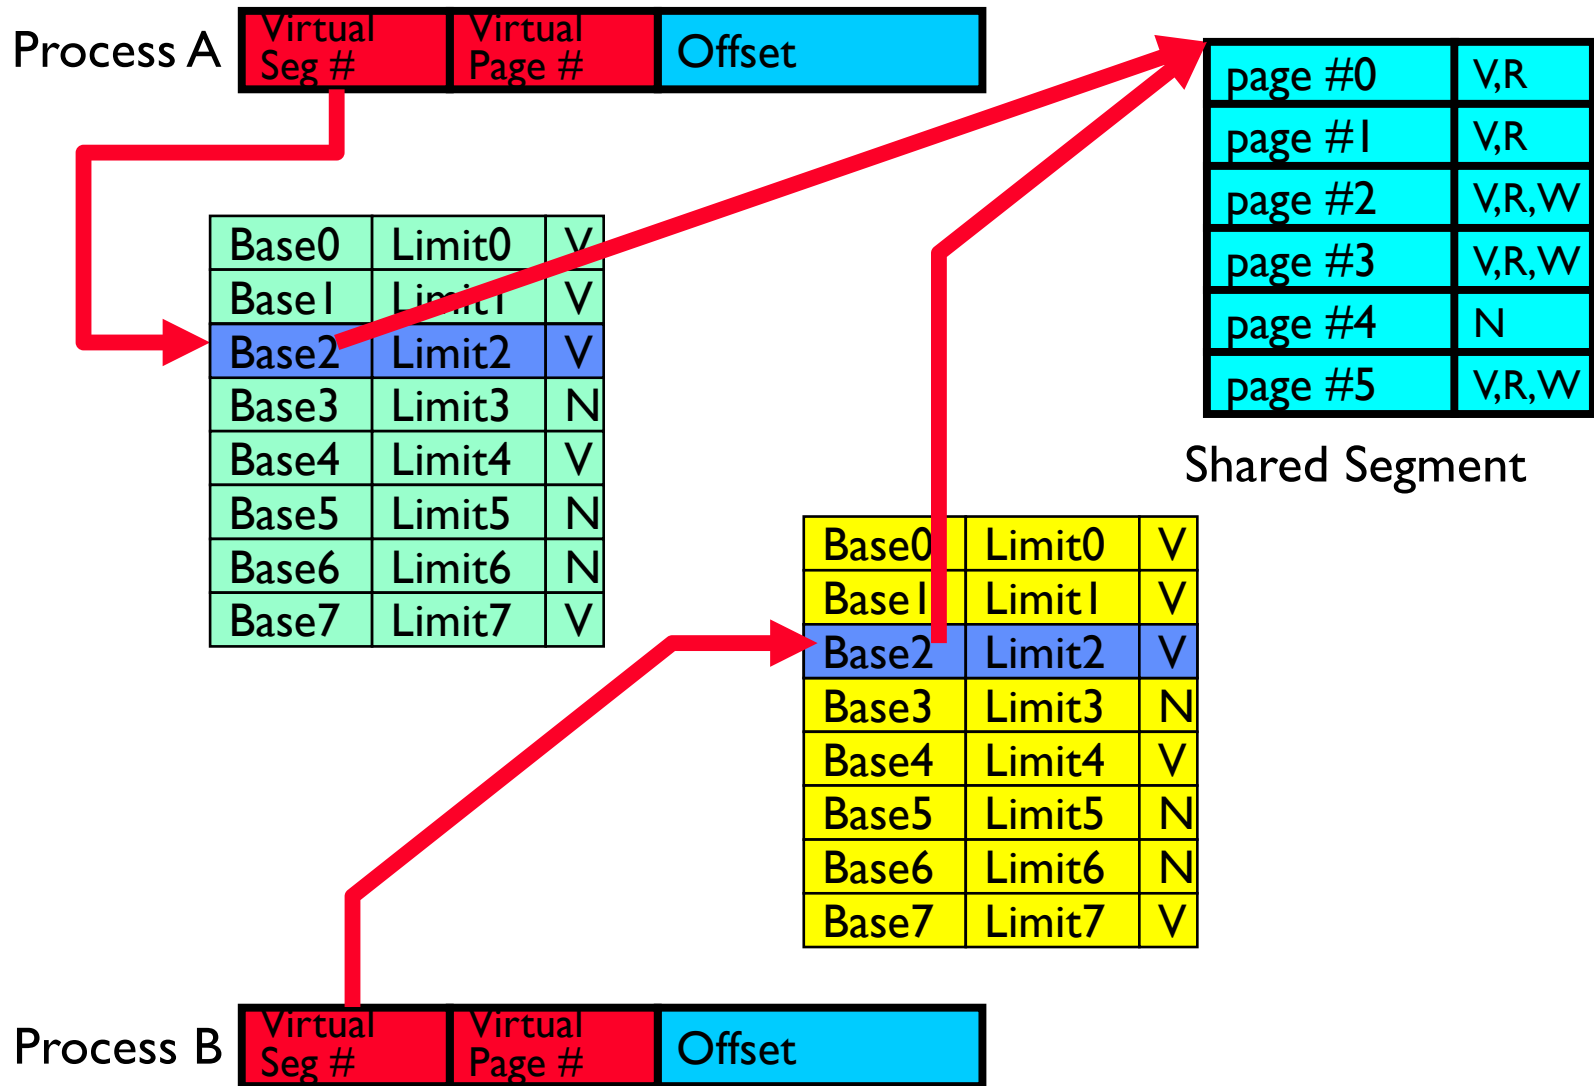 Process A Virtual Seg # Virtual Page # Offset
page #0 V,R
page #1 V,R
page #2 V,R,W
page #3 V,R,W
page #4 N
page #5 V,R,W
Shared Segment
Base0 Limit0 V
Base1 Limit1 V
Base2 Limit2 V
Base3 Limit3 N
Base4 Limit4 V
Base5 Limit5 N
Base6 Limit6 N
Base7 Limit7 V
Base0 Limit0 V
Base1 Limit1 V
Base2 Limit2 V
Base3 Limit3 N
Base4 Limit4 V
Base5 Limit5 N
Base6 Limit6 N
Base7 Limit7 V
Process B Virtual Seg # Virtual Page # Offset